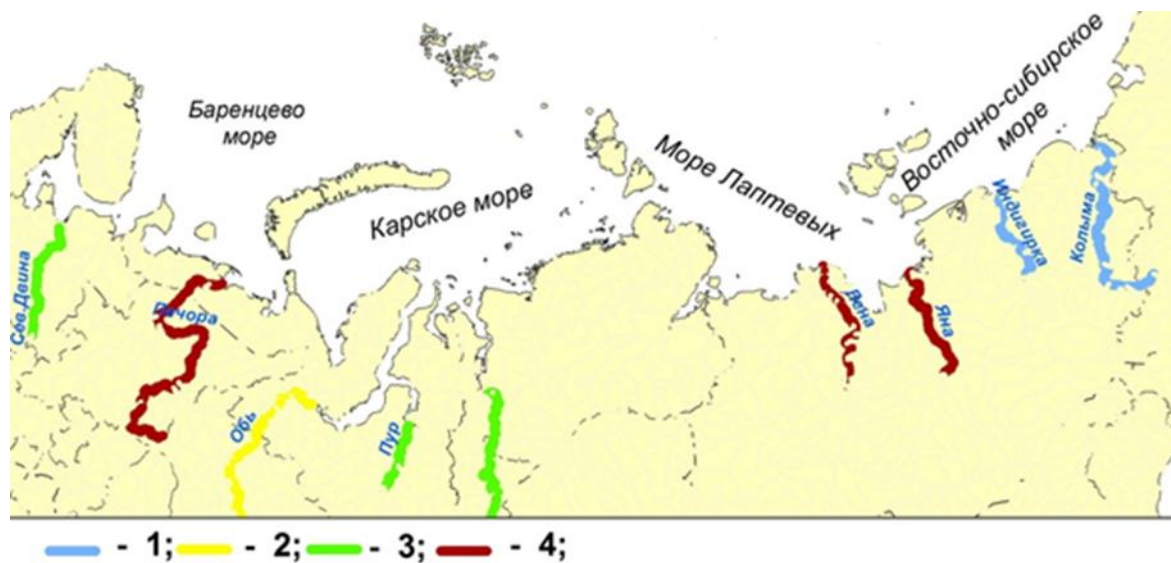 Баренцево
море
Карское море
Море Лаптевых
Восточно-сибирское
море
Сев.Двина
Печора
Обь
Пур
Лена
Яна
Индигирка
Колыма
- 1; - 2; - 3; - 4;